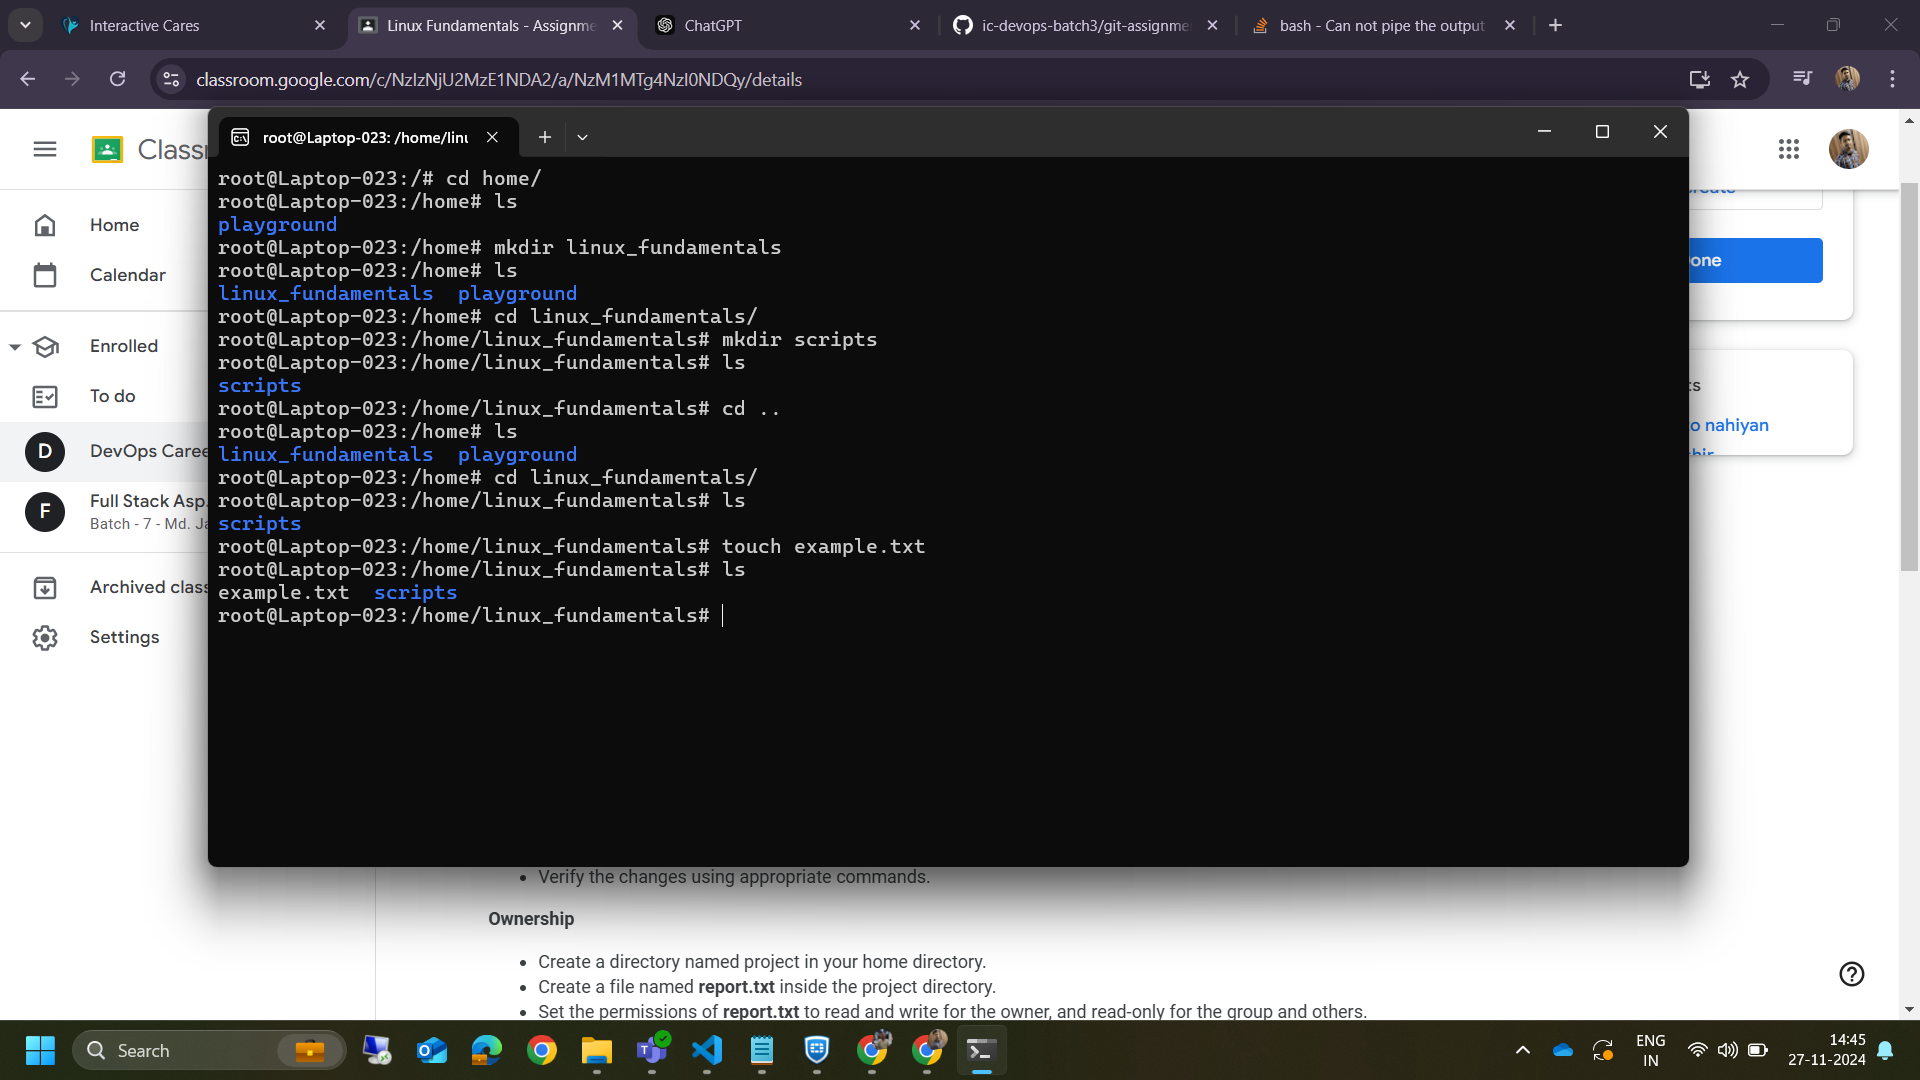 Interactive Cares
Linux Fundamentals - Assignme
ChatGPT
ic-devops-batch3/git-assignme
bash - Can not pipe the output
classroom.google.com/c/NzIzNjU2MzE1NDA2/a/NzM1MTg4NzI0NDQy/details
root@Laptop-023: /home/linu
Classr
Home
Calendar
Enrolled
To do
D
DevOps Caree
F
Full Stack Asp.
Batch - 7 - Md. Ja
Archived class
Settings
root@Laptop-023:/# cd home/
root@Laptop-023:/home# ls
playground
root@Laptop-023:/home# mkdir linux_fundamentals
root@Laptop-023:/home# ls
linux_fundamentals  playground
root@Laptop-023:/home# cd linux_fundamentals/
root@Laptop-023:/home/linux_fundamentals# mkdir scripts
root@Laptop-023:/home/linux_fundamentals# ls
scripts
root@Laptop-023:/home/linux_fundamentals# cd ..
root@Laptop-023:/home# ls
linux_fundamentals  playground
root@Laptop-023:/home# cd linux_fundamentals/
root@Laptop-023:/home/linux_fundamentals# ls
scripts
root@Laptop-023:/home/linux_fundamentals# touch example.txt
root@Laptop-023:/home/linux_fundamentals# ls
example.txt  scripts
root@Laptop-023:/home/linux_fundamentals#
one
ts
o nahiyan
• Verify the changes using appropriate commands.
Ownership
• Create a directory named project in your home directory.
• Create a file named report.txt inside the project directory.
• Set the permissions of report.txt to read and write for the owner, and read-only for the group and others.
Search
ENG
IN
14:45
27-11-2024